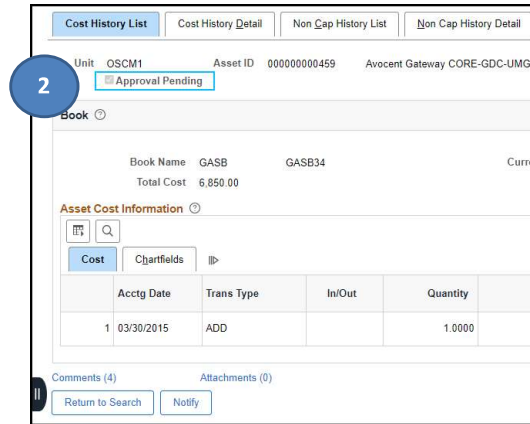 Cost History List Cost History Detail Non Cap History List Non Cap History Detail
Unit OSCM1 Asset ID 000000000459 Avocent Gateway CORE-GDC-UMG
2 Approval Pending
Book
Book Name GASB GASB34 Curr
Total Cost 6,850.00
Asset Cost Information
Cost Chartfields
Acctg Date Trans Type In/Out Quantity
1 03/30/2015 ADD 1.0000
Comments (4) Attachments (0)
Return to Search Notify